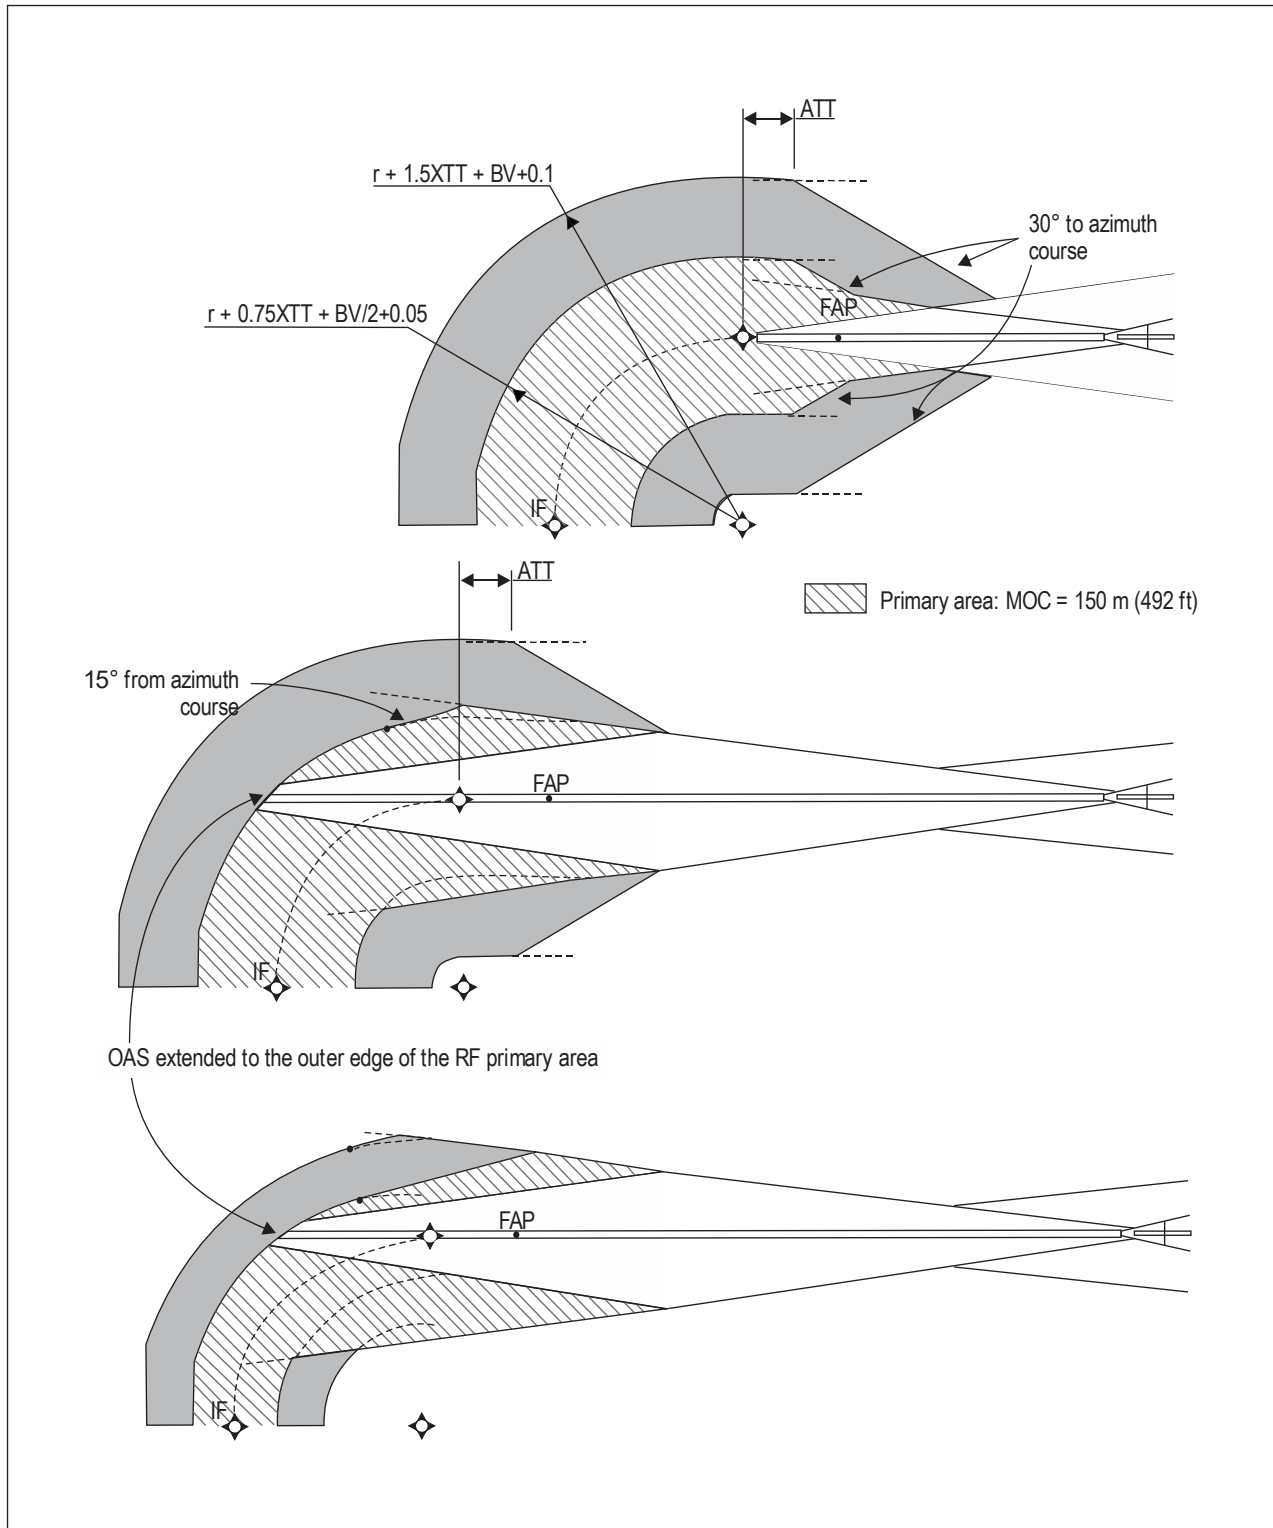 ATT
r + 1.5XTT + BV+0.1
30° to azimuth
course
r + 0.75XTT + BV/2+0.05
FAP
IF
ATT
Primary area: MOC = 150 m (492 ft)
15° from azimuth
course
FAP
IF
OAS extended to the outer edge of the RF primary area
FAP
IF